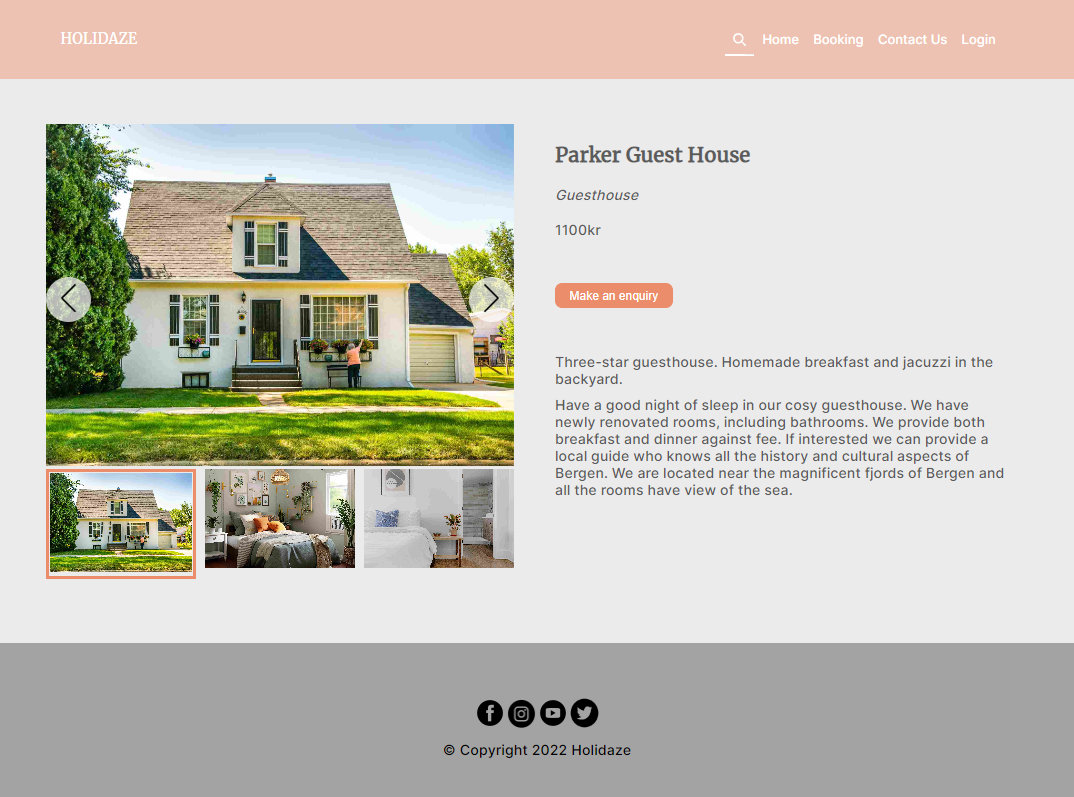 HOLIDAZE
Home Booking Contact Us Login
Parker Guest House
Guesthouse
1100kr
Make an enquiry
Three-star guesthouse. Homemade breakfast and jacuzzi in the
backyard.
Have a good night of sleep in our cosy guesthouse. We have
newly renovated rooms, including bathrooms. We provide both
breakfast and dinner against fee. If interested we can provide a
local guide who knows all the history and cultural aspects of
Bergen. We are located near the magnificent fjords of Bergen and
all the rooms have view of the sea.
© Copyright 2022 Holidaze